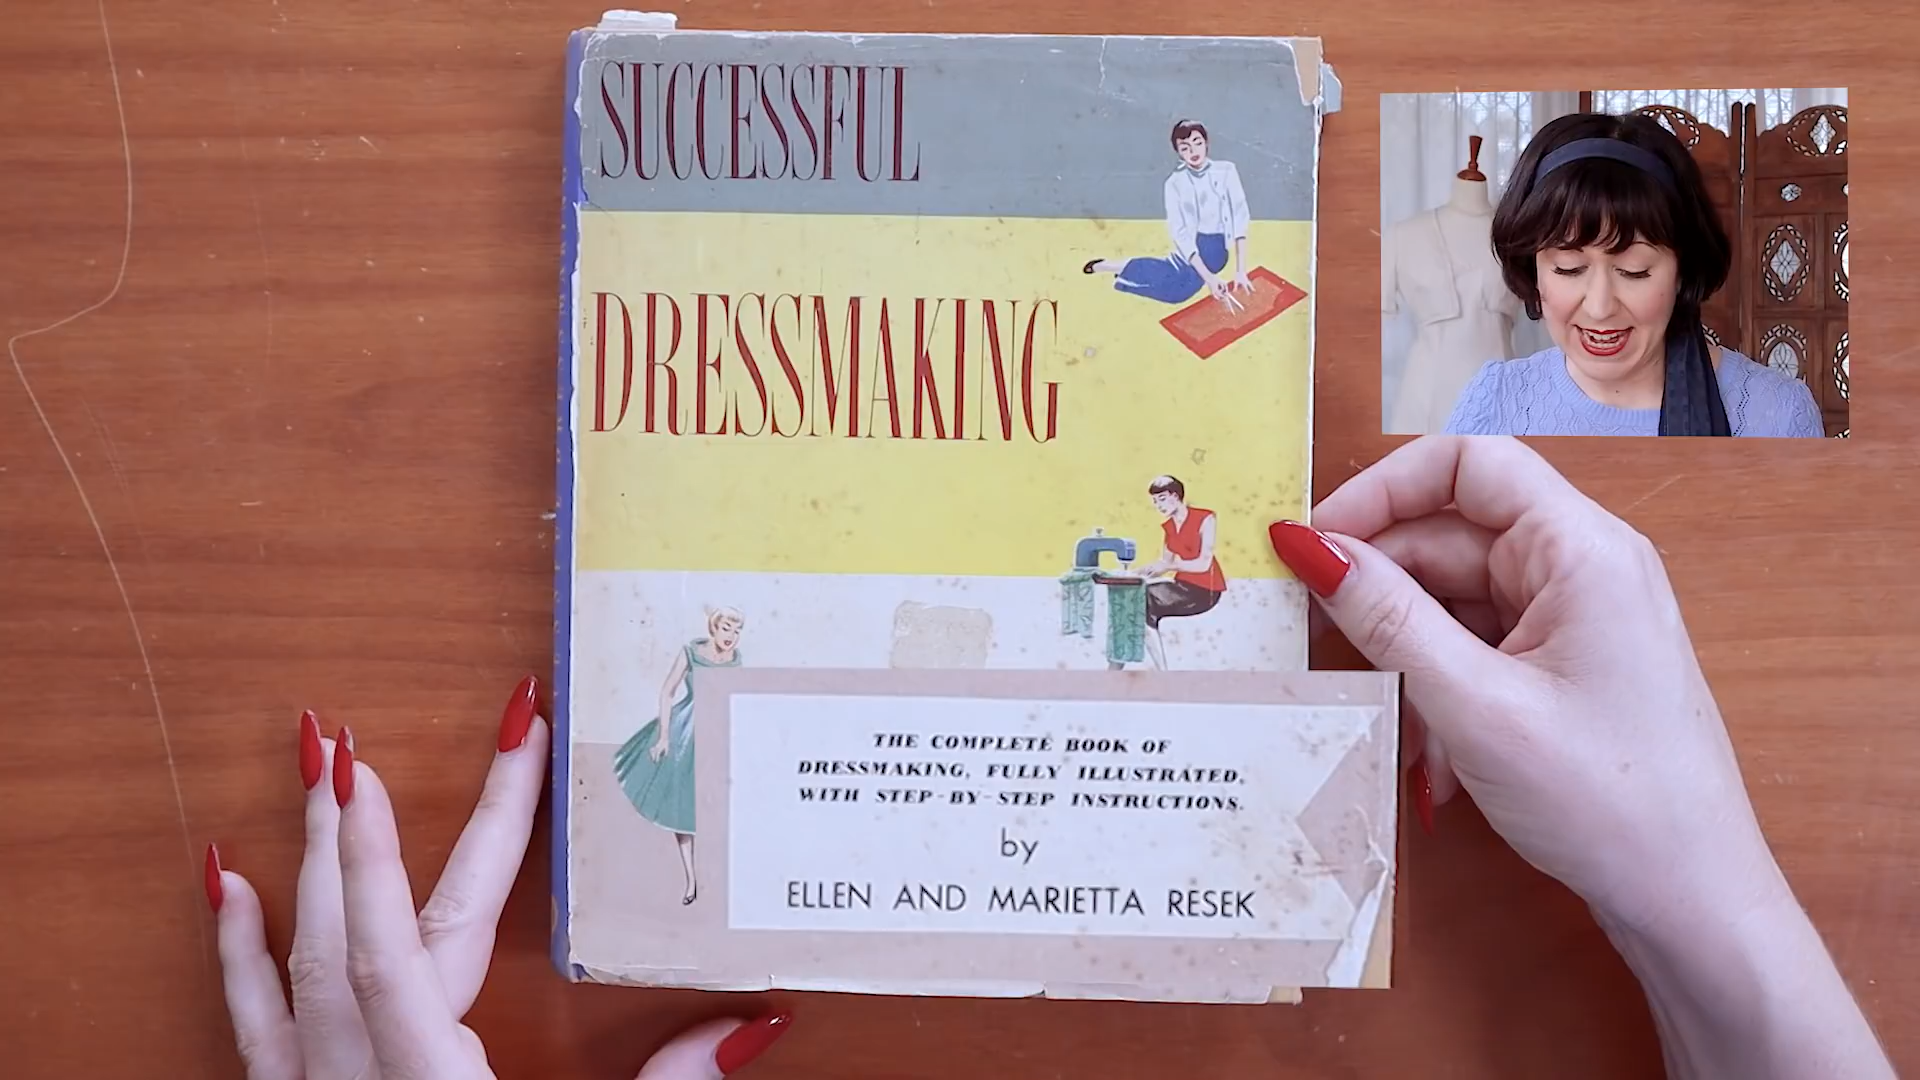 SUCCESSFUL
DRESSMAKING
THE COMPLETE BOOK OF
DRESSMAKING, FULLY ILLUSTRATED,
WITH STEP-BY-STEP INSTRUCTIONS.
by
ELLEN AND MARIETTA RESEK